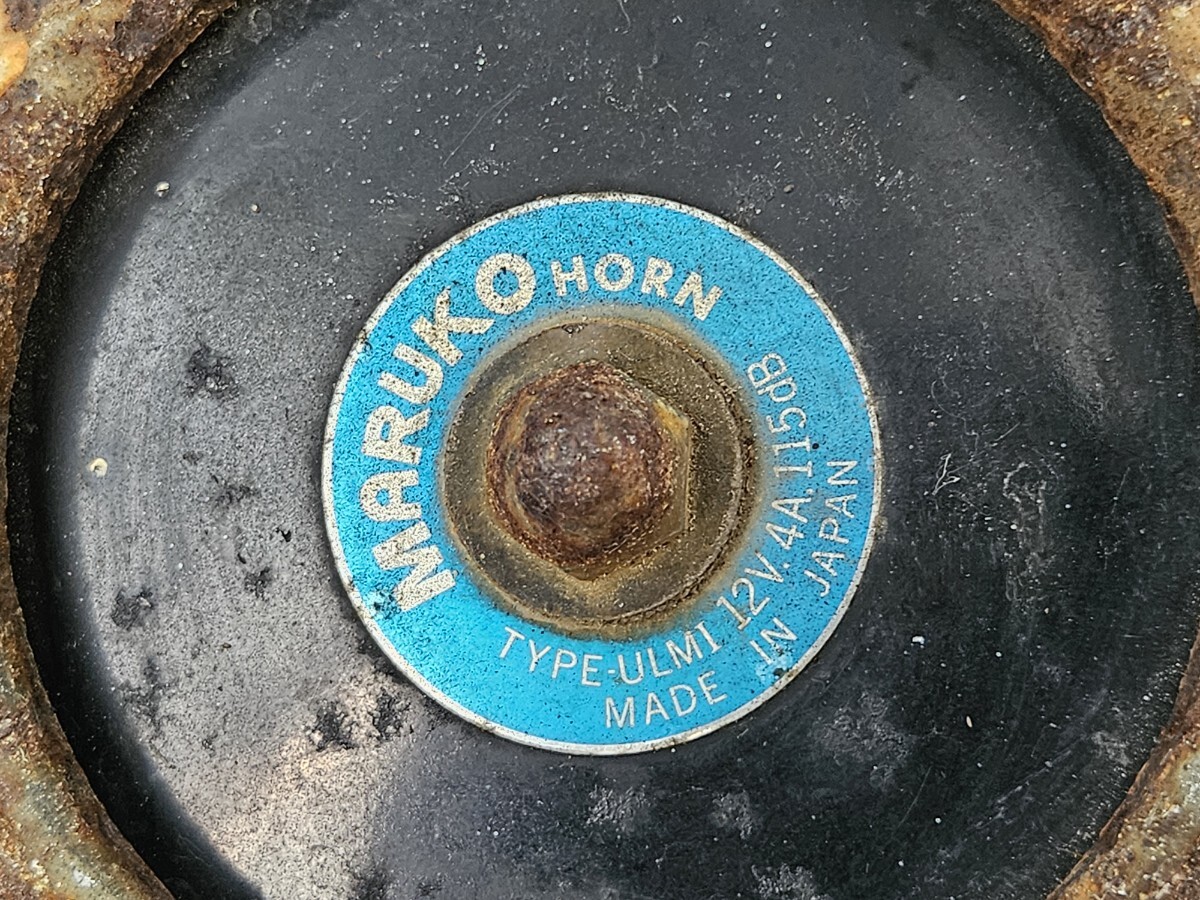 MARUKO HORN
TYPE-ULMI 12V.4A.115dB
MADE IN JAPAN